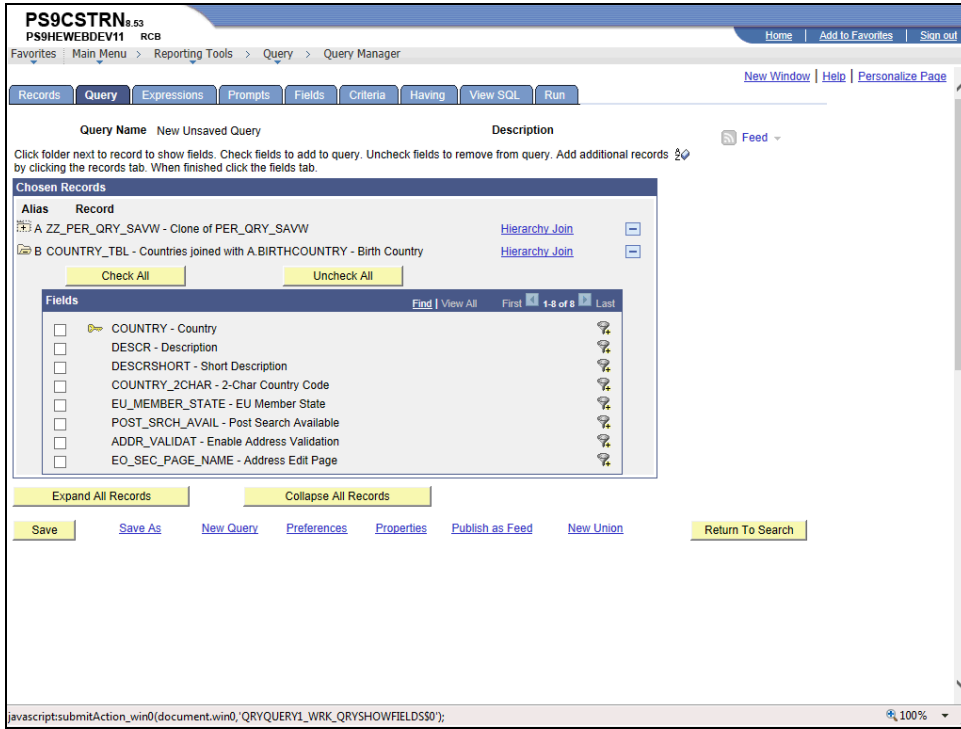 PS9CSTRN8.53
PS9HEWEBDEV11 RCB
Home | Add to Favorites | Sign out
Favorites Main Menu > Reporting Tools > Query > Query Manager
New Window | Help | Personalize Page
Records Query Expressions Prompts Fields Criteria Having View SQL Run
Query Name New Unsaved Query Description
Feed
Click folder next to record to show fields. Check fields to add to query. Uncheck fields to remove from query. Add additional records
by clicking the records tab. When finished click the fields tab.
Chosen Records
Alias Record
A ZZ_PER_QRY_SAVW - Clone of PER_QRY_SAVW Hierarchy Join
B COUNTRY_TBL - Countries joined with A.BIRTHCOUNTRY - Birth Country Hierarchy Join
Check All Uncheck All
Fields Find | View All First 1-8 of 8 Last
COUNTRY - Country
DESCR - Description
DESCRSHORT - Short Description
COUNTRY_2CHAR - 2-Char Country Code
EU_MEMBER_STATE - EU Member State
POST_SRCH_AVAIL - Post Search Available
ADDR_VALIDAT - Enable Address Validation
EO_SEC_PAGE_NAME - Address Edit Page
Expand All Records Collapse All Records
Save Save As New Query Preferences Properties Publish as Feed New Union Return To Search
javascript:submitAction_win0(document.win0,'QRYQUERY1_WRK_QRYSHOWFIELDS$0'); 100%